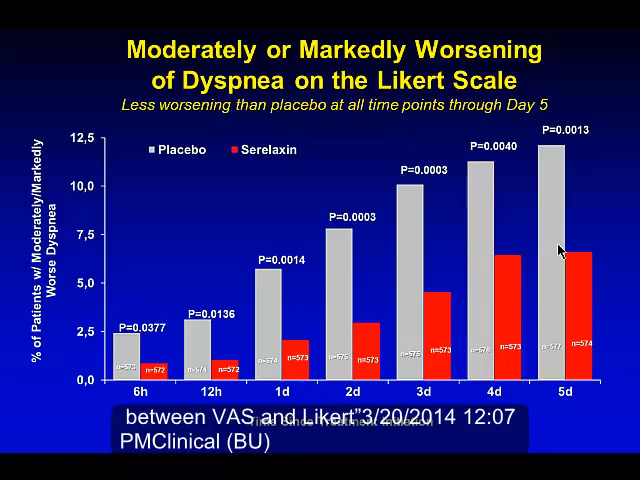 Moderately or Markedly Worsening
of Dyspnea on the Likert Scale
Less worsening than placebo at all time points through Day 5
% of Patients w/ Moderately/Markedly
Worse Dyspnea
12,5
10,0
7,5
5,0
2,5
0,0
Placebo
Serelaxin
P=0.0377
P=0.0136
P=0.0014
P=0.0003
P=0.0003
P=0.0040
P=0.0013
n=573
n=572
n=574
n=572
n=574
n=573
n=575
n=573
n=575
n=573
n=576
n=573
n=577
n=574
6h
12h
1d
2d
3d
4d
5d
Time Since Treatment Initiation
between VAS and Likert”3/20/2014 12:07
PMClinical (BU)